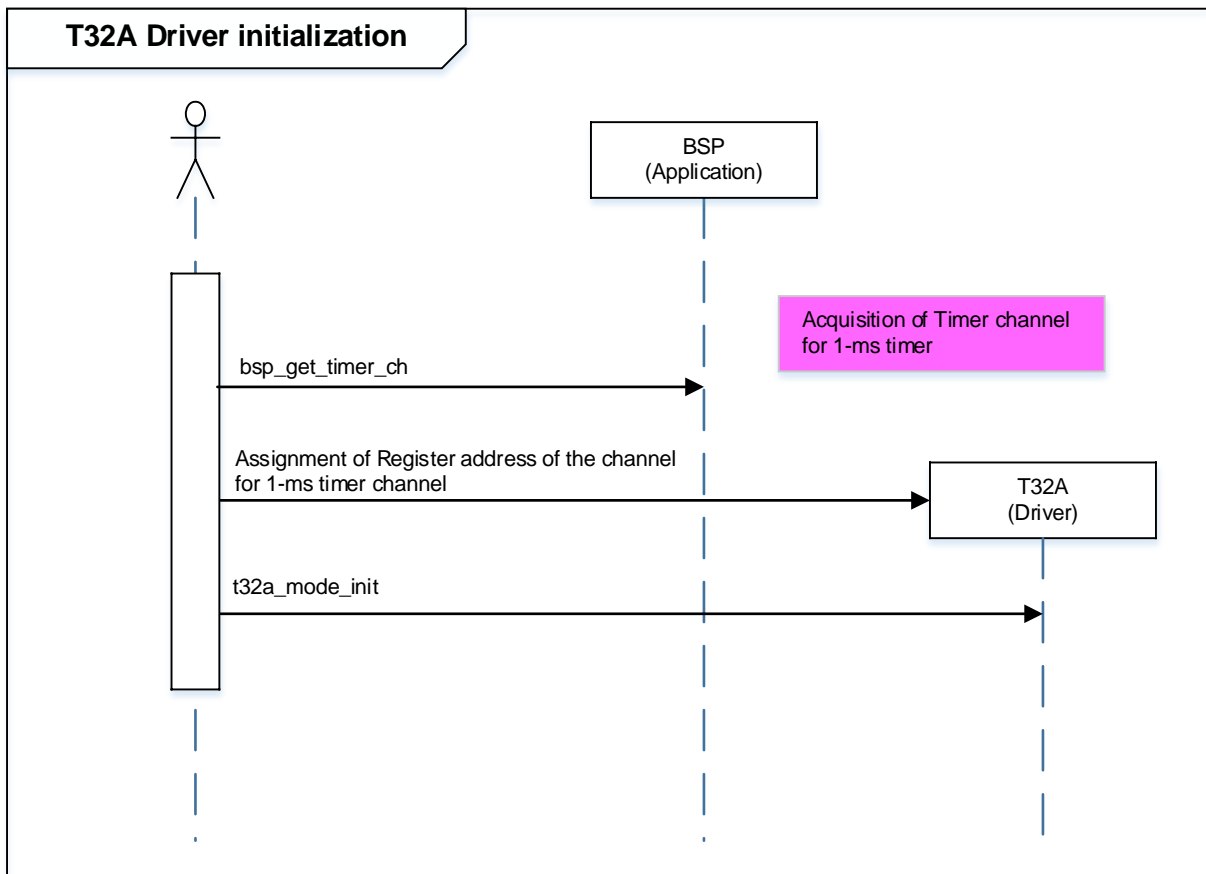 T32A Driver initialization
BSP
(Application)
Acquisition of Timer channel
for 1-ms timer
bsp_get_timer_ch
Assignment of Register address of the channel
for 1-ms timer channel
T32A
(Driver)
t32a_mode_init